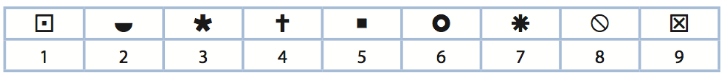 ⊡ ◒ ★ ✝ ■ ⭘ ✷ ⃠ ☒
1 2 3 4 5 6 7 8 9